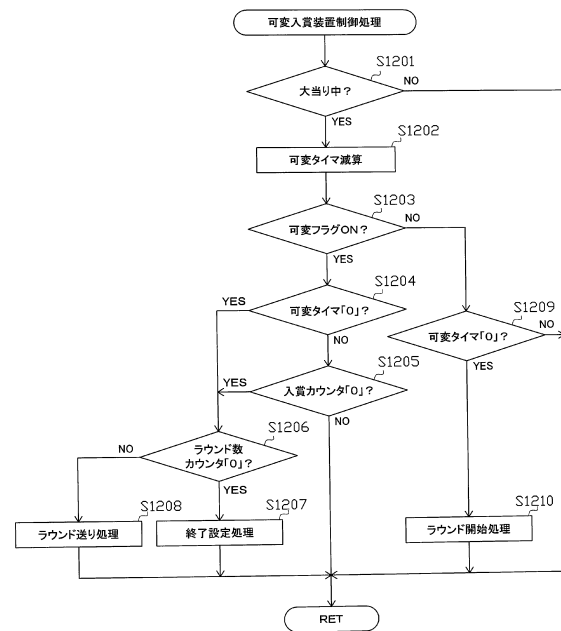 可変入賞装置制御処理
S1201
大当り中？
NO
YES
S1202
可変タイマ減算
S1203
可変フラグON？
NO
YES
S1204
YES
可変タイマ「0」？
NO
S1209
可変タイマ「0」？
NO
YES
S1205
YES
入賞カウンタ「0」？
NO
S1206
NO
ラウンド数
カウンタ「0」？
YES
S1208
ラウンド送り処理
S1207
終了設定処理
S1210
ラウンド開始処理
RET